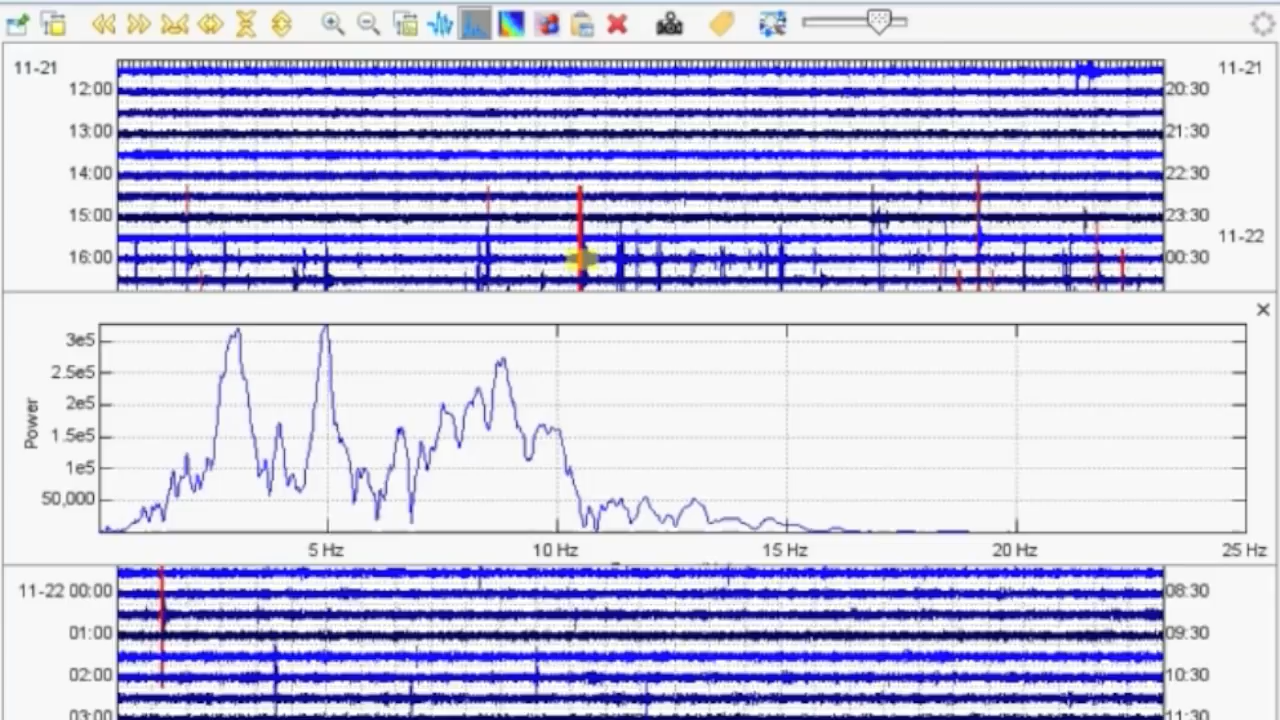 11-21 11-21
12:00 20:30
13:00 21:30
14:00 22:30
15:00 23:30
11-22
16:00 00:30
3e5
2.5e5
2e5
1.5e5
1e5
50,000
Power
5 Hz 10 Hz 15 Hz 20 Hz 25 Hz
11-22 00:00 08:30
01:00 09:30
02:00 10:30
03:00 11:30